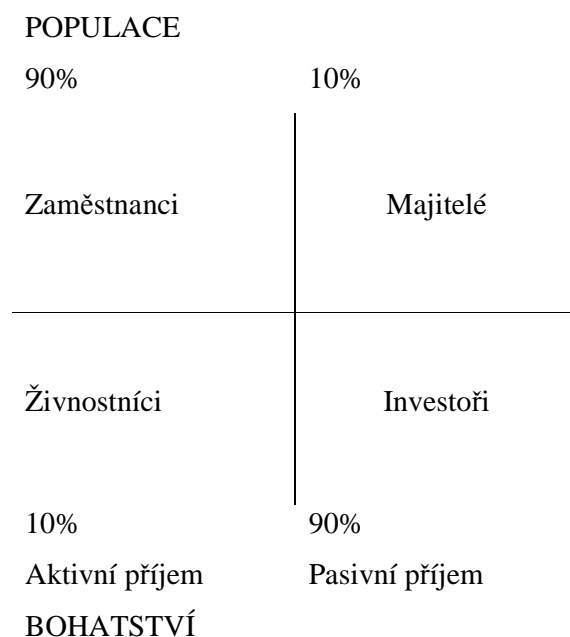 POPULACE
90% 10%
Zaměstnanci Majitelé
Živnostníci Investoři
10% 90%
Aktivní příjem Pasivní příjem
BOHATSTVÍ